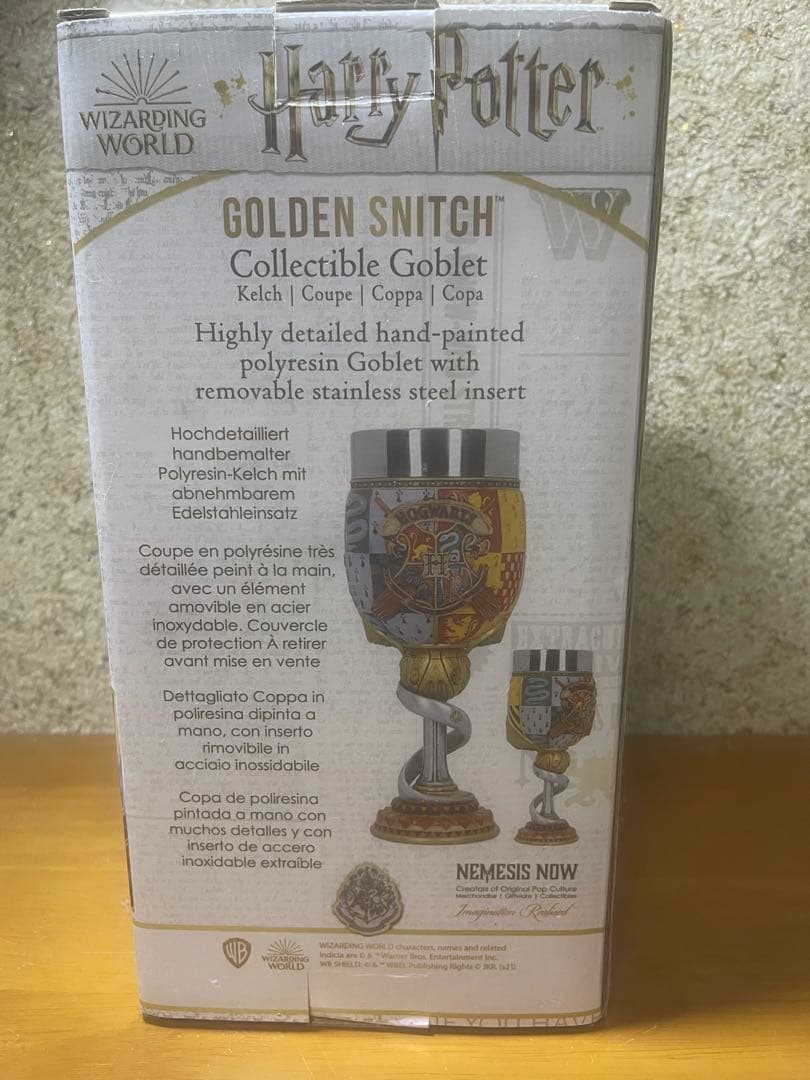 WIZARDING
WORLD
Harry Potter
GOLDEN SNITCH™
Collectible Goblet
Kelch | Coupe | Coppa | Copa
Highly detailed hand-painted
polyresin Goblet with
removable stainless steel insert
Hochdetailliert
handbemalter
Polyresin-Kelch mit
abnehmbarem
Edelstahleinsatz
Coupe en polyrésine très
détaillée peint à la main,
avec un élément
amovible en acier
inoxydable. Couvercle
de protection À retirer
avant mise en vente
Dettagliato Coppa in
poliresina dipinta a
mano, con inserto
rimovibile in
acciaio inossidabile
Copa de poliresina
pintada a mano con
muchos detalles y con
inserto de accero
inoxidable extraíble
HOGWARTS
H
NEMESIS NOW
Creators of Original Pop Culture
Merchandise | Giftware | Collectibles
Imagination Realised
WB
WIZARDING
WORLD
WIZARDING WORLD characters, names and related
indicia are © & ™ Warner Bros. Entertainment Inc.
WB SHIELD: © & ™ WBEI. Publishing Rights © JKR. (s21)
W
YOU HAVE